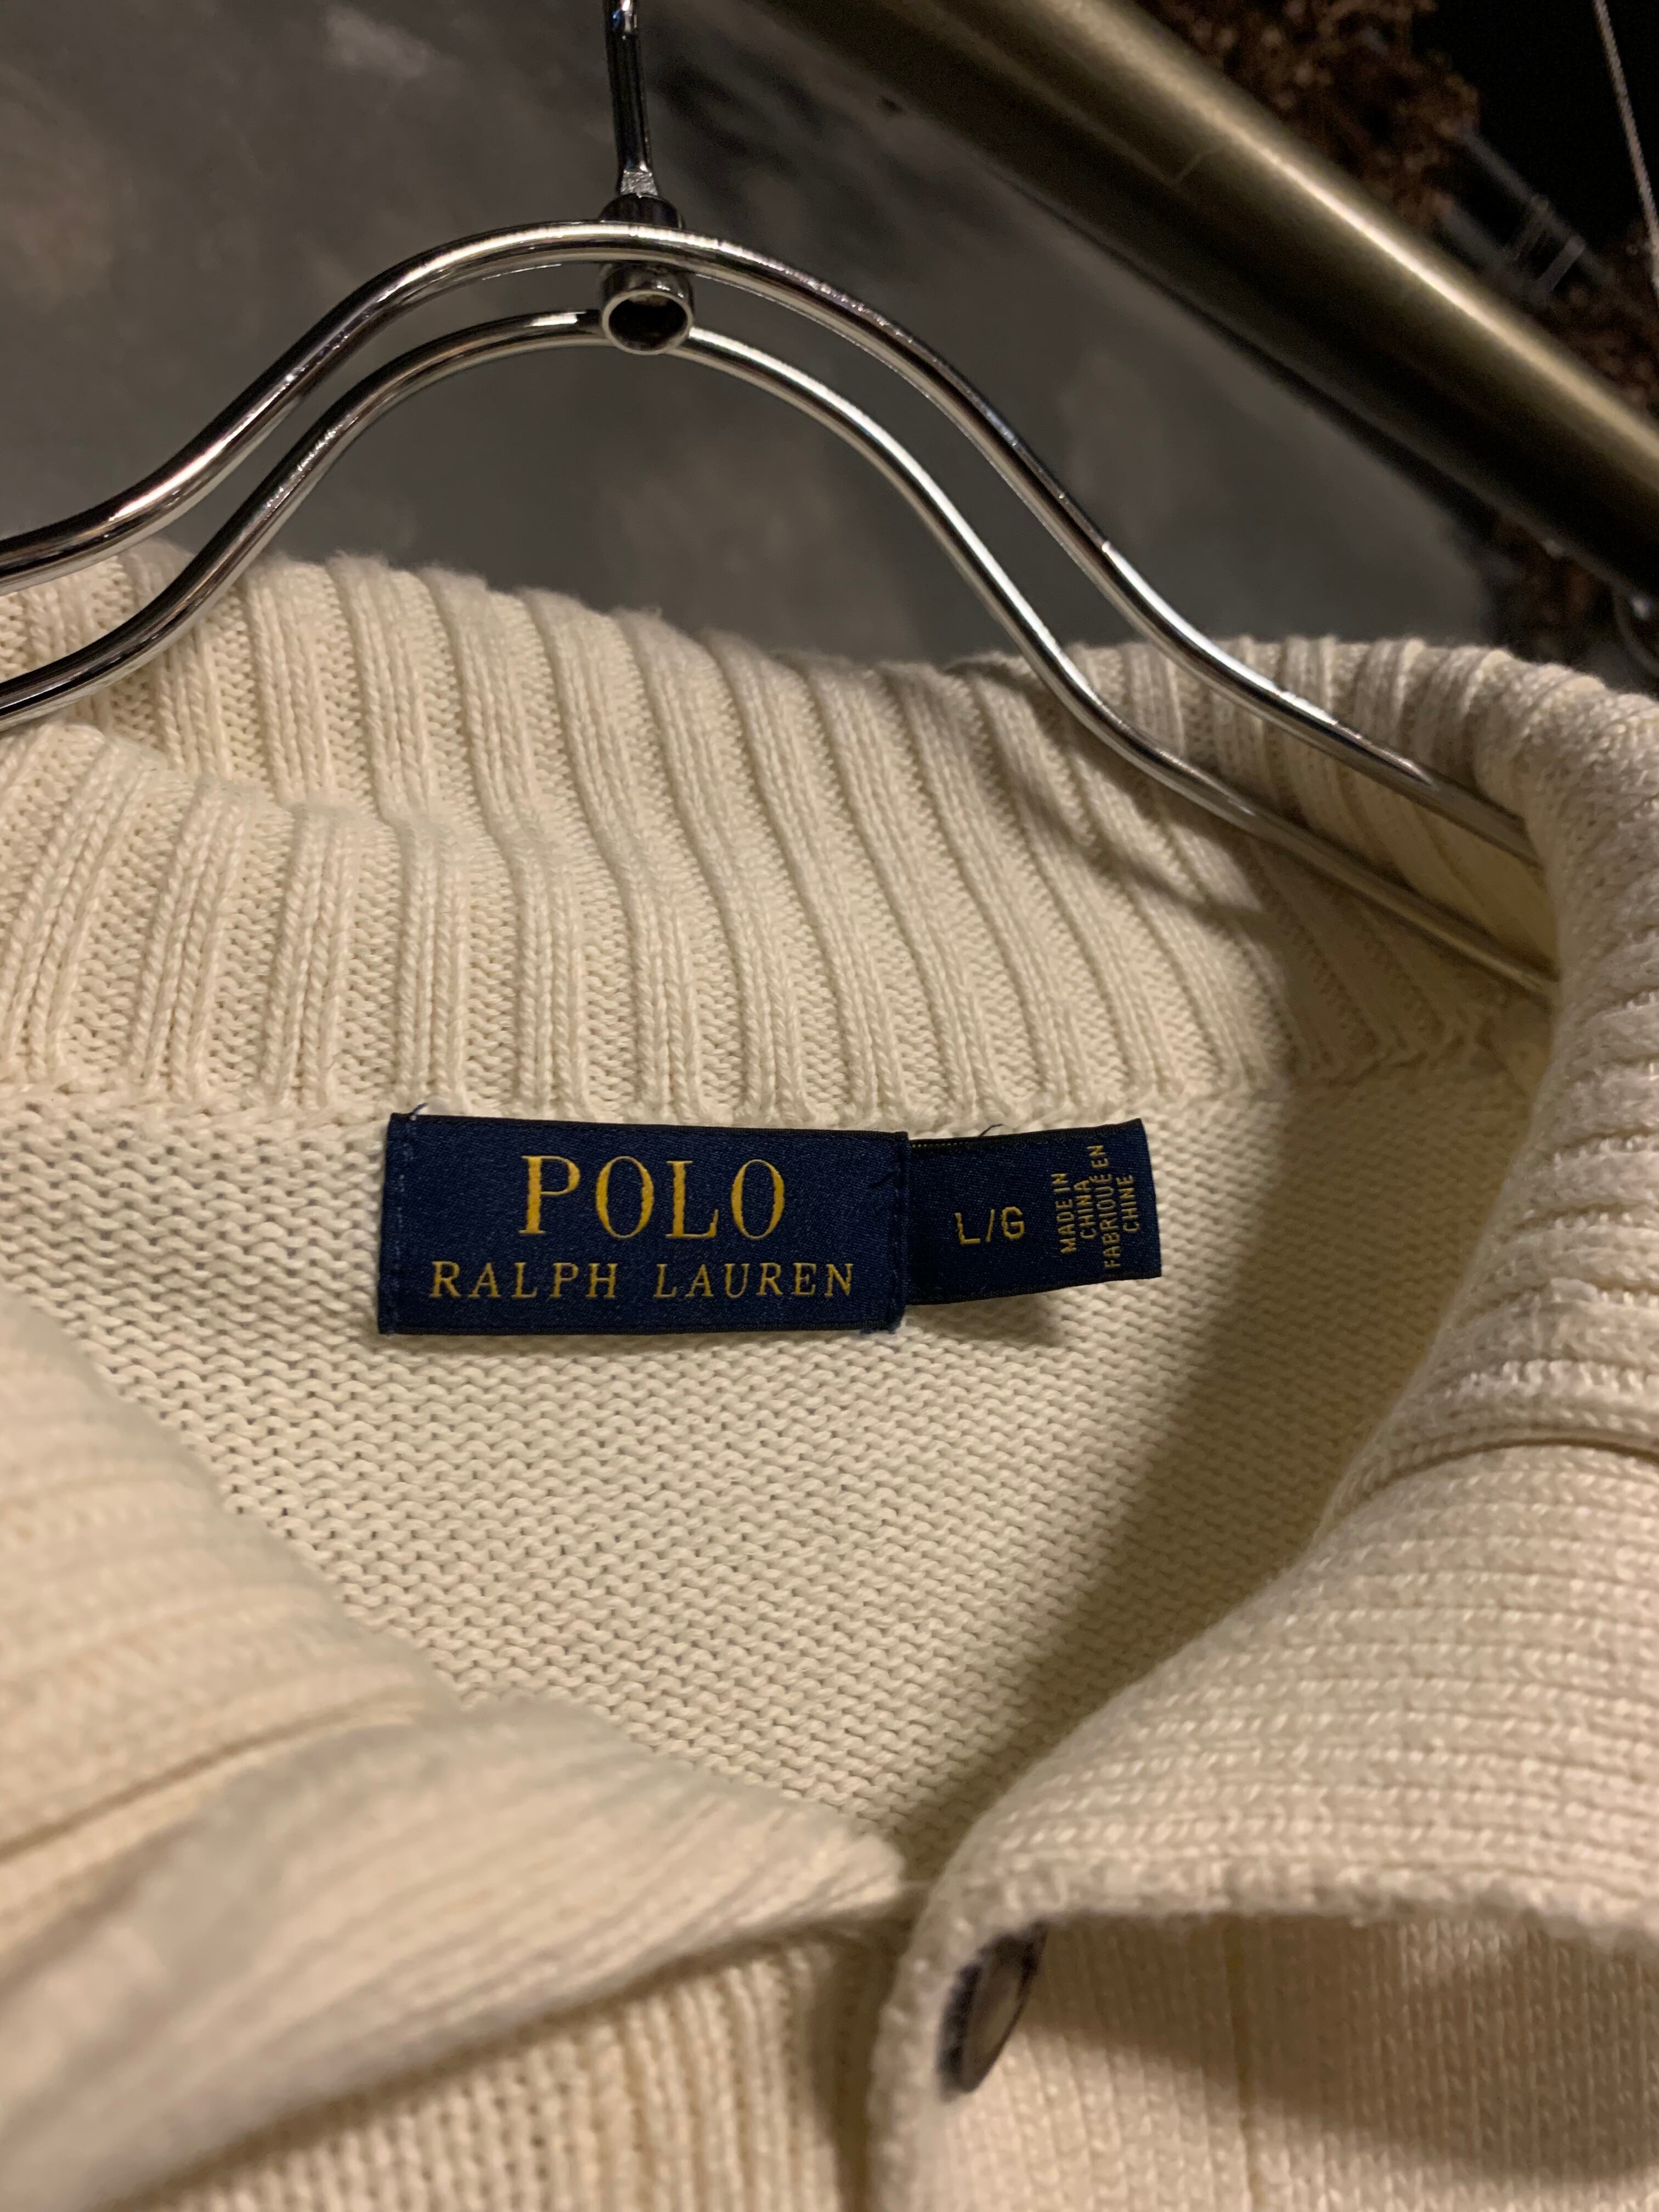 POLO
RALPH LAUREN
L/G
MADE IN
CHINA
FABRIQUÉ EN
CHINE